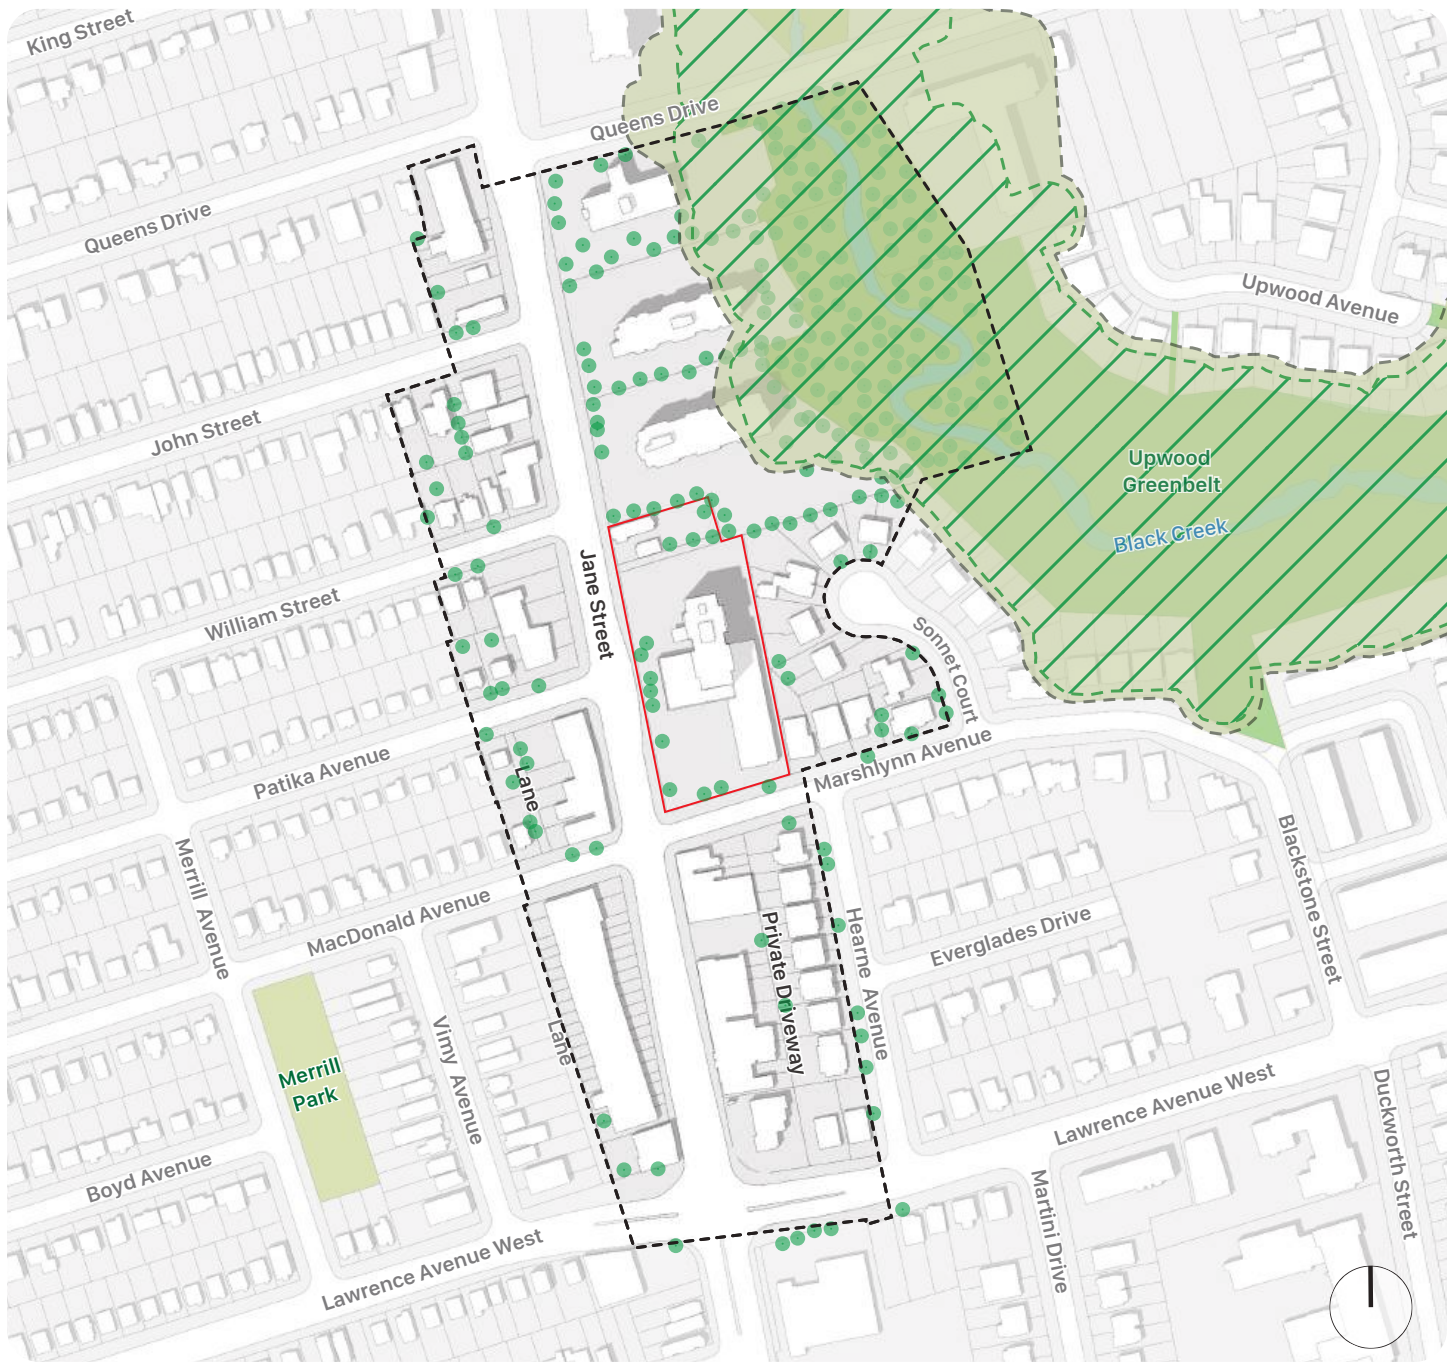 King Street
Queens Drive
Queens Drive
Upwood Avenue
John Street
Upwood
Greenbelt
Black Creek
Jane Street
William Street
Sonnet Court
Patika Avenue
Lane
Marshlynn Avenue
Merrill Avenue
MacDonald Avenue
Private Driveway
Hearne Avenue
Everglades Drive
Blackstone Street
Lane
Vimy Avenue
Merrill
Park
Boyd Avenue
Lawrence Avenue West
Lawrence Avenue West
Martini Drive
Duckworth Street